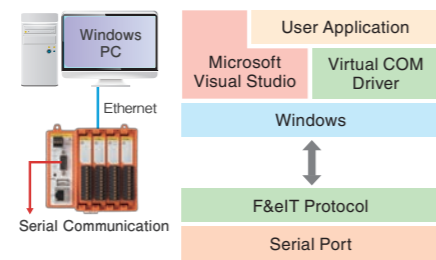 Windows
PC
Ethernet
Serial Communication
User Application
Microsoft
Visual Studio
Virtual COM
Driver
Windows
F&eIT Protocol
Serial Port